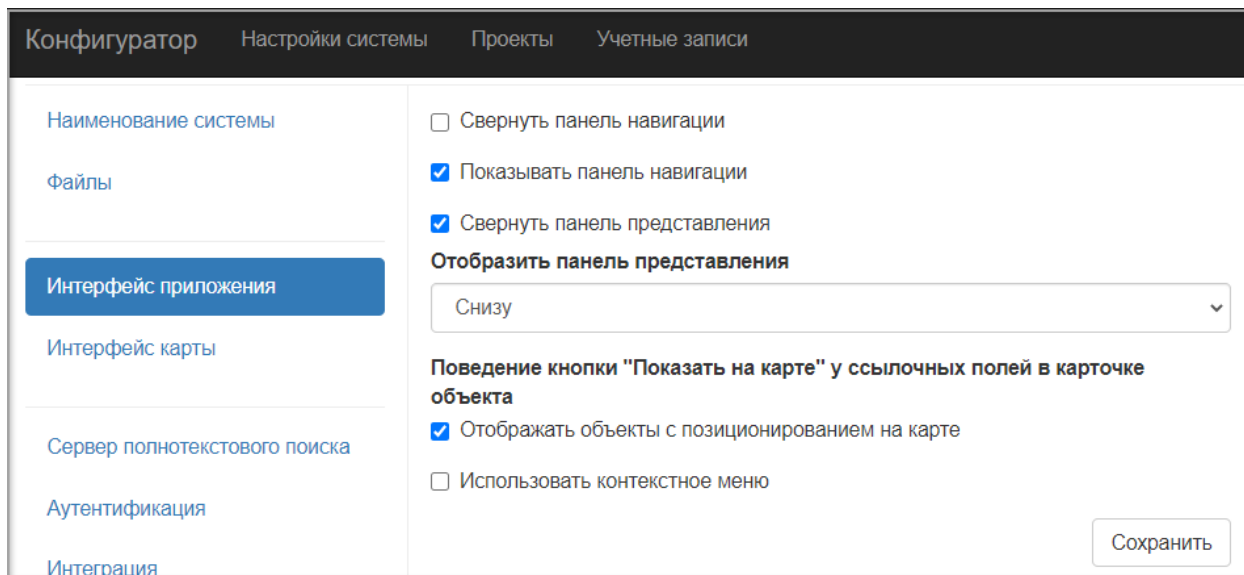 Конфигуратор Настройки системы Проекты Учетные записи
Наименование системы
Файлы
Интерфейс приложения
Интерфейс карты
Сервер полнотекстового поиска
Аутентификация
Интеграция
Свернуть панель навигации
Показывать панель навигации
Свернуть панель представления
Отобразить панель представления
Снизу
Поведение кнопки "Показать на карте" у ссылочных полей в карточке
объекта
Отображать объекты с позиционированием на карте
Использовать контекстное меню
Сохранить